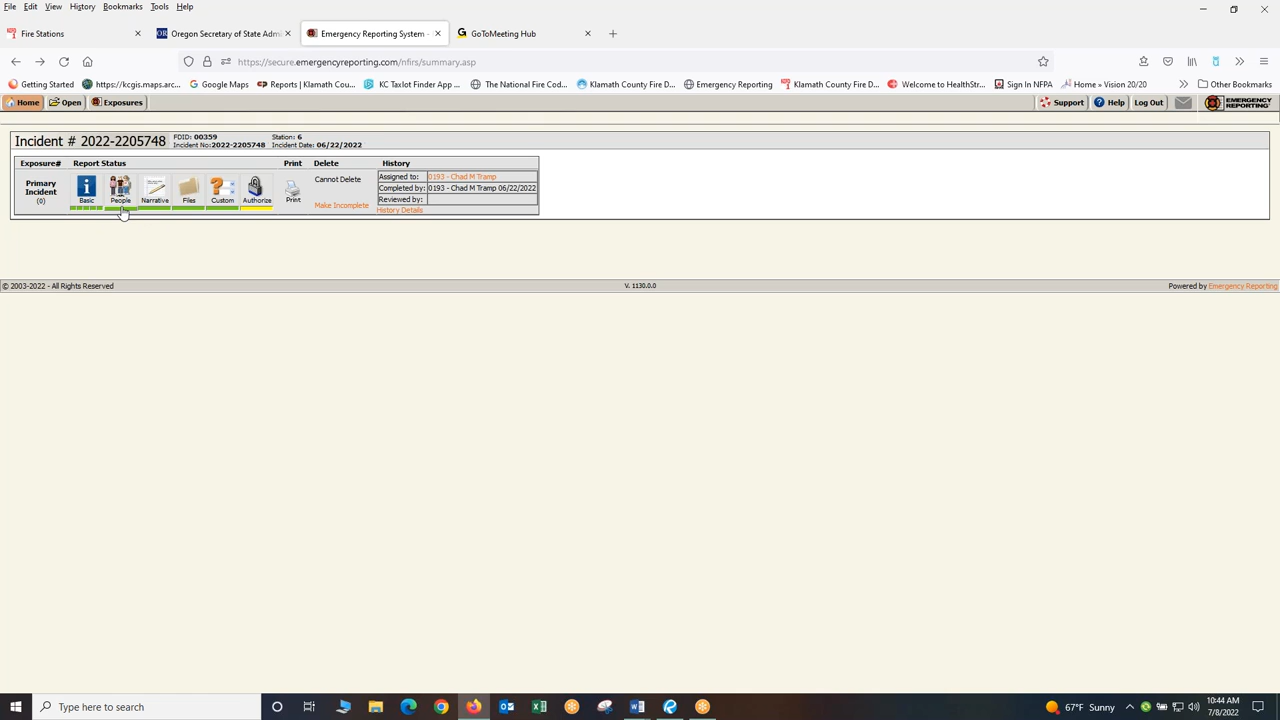 File Edit View History Bookmarks Tools Help
Fire Stations
Oregon Secretary of State Adm
Emergency Reporting System -
GoToMeeting Hub
https://secure.emergencyreporting.com/nfirs/summary.asp
Getting Started https://kcgis.maps.arc... Google Maps Reports | Klamath Cou... KC Taxlot Finder App ... The National Fire Cod... Klamath County Fire D... Emergency Reporting Klamath County Fire D... Welcome to HealthStr... Sign In NFPA Home » Vision 20/20 Other Bookmarks
Home Open Exposures Support Help Log Out EMERGENCY REPORTING
Incident # 2022-2205748
FDID: 00359 Station: 6
Incident No:2022-2205748 Incident Date: 06/22/2022
Exposure# Report Status Print Delete History
Primary Incident (0)
Basic People Narrative Files Custom Authorize Print
Cannot Delete
Make Incomplete
Assigned to: 0193 - Chad M Tramp
Completed by: 0193 - Chad M Tramp 06/22/2022
Reviewed by:
History Details
© 2003-2022 - All Rights Reserved V. 1130.0.0 Powered by Emergency Reporting
Type here to search
67°F Sunny
10:44 AM
7/8/2022